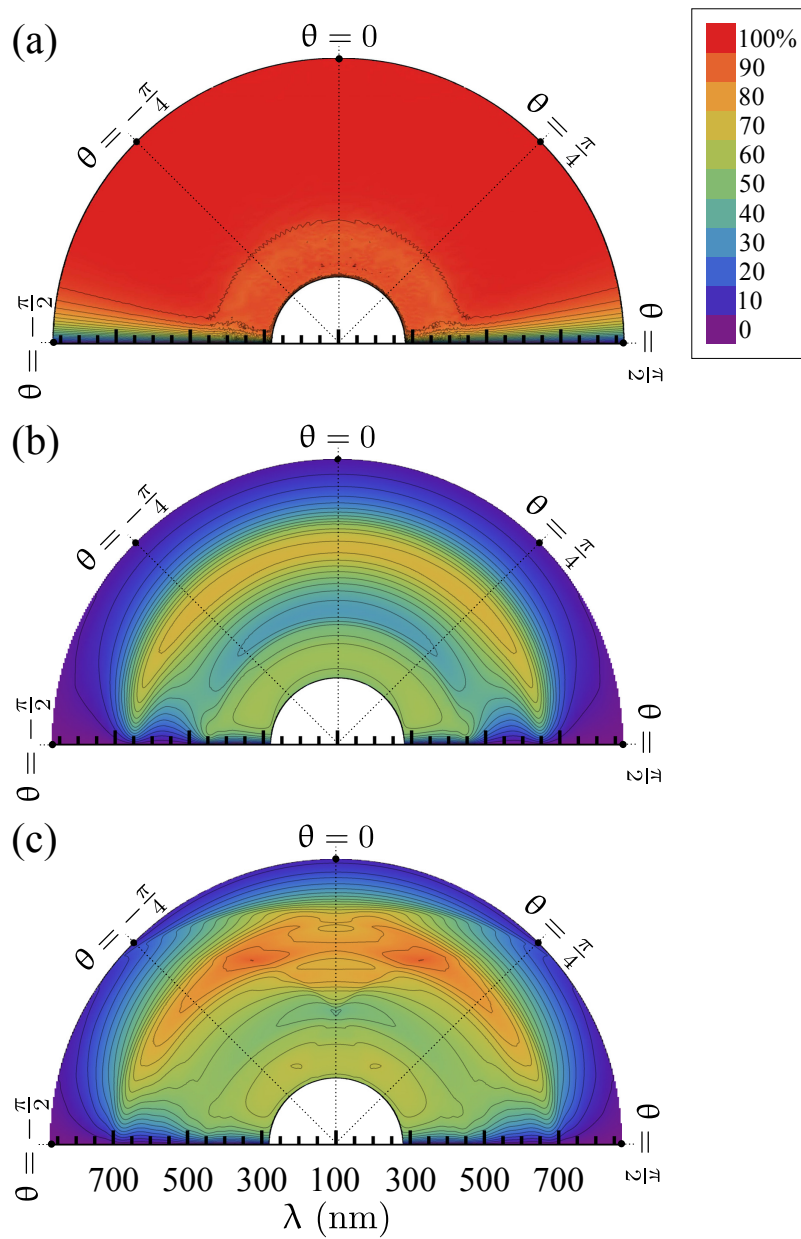 (a)
θ = 0
θ = −π/4
θ = π/4
θ = −π/2
θ = π/2
100%
90
80
70
60
50
40
30
20
10
0
(b)
θ = 0
θ = −π/4
θ = π/4
θ = −π/2
θ = π/2
(c)
θ = 0
θ = −π/4
θ = π/4
θ = −π/2
θ = π/2
700 500 300 100 300 500 700
λ (nm)